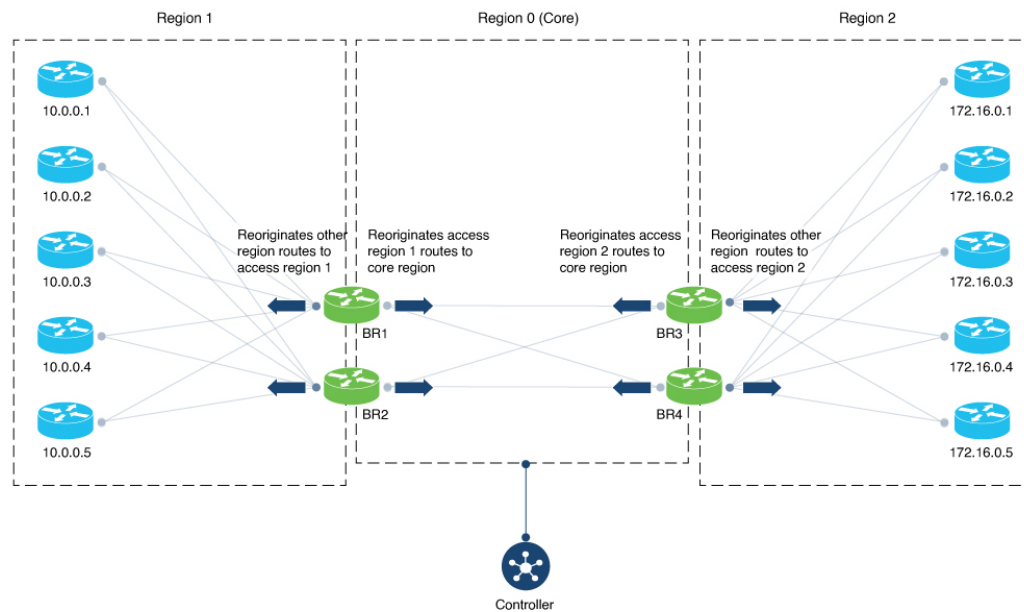 Region 1
Region 0 (Core)
Region 2
10.0.0.1
10.0.0.2
10.0.0.3
10.0.0.4
10.0.0.5
Reoriginates other
region routes to
access region 1
Reoriginates access
region 1 routes to
core region
Reoriginates access
region 2 routes to
core region
Reoriginates other
region routes to
access region 2
BR1
BR2
BR3
BR4
172.16.0.1
172.16.0.2
172.16.0.3
172.16.0.4
172.16.0.5
Controller